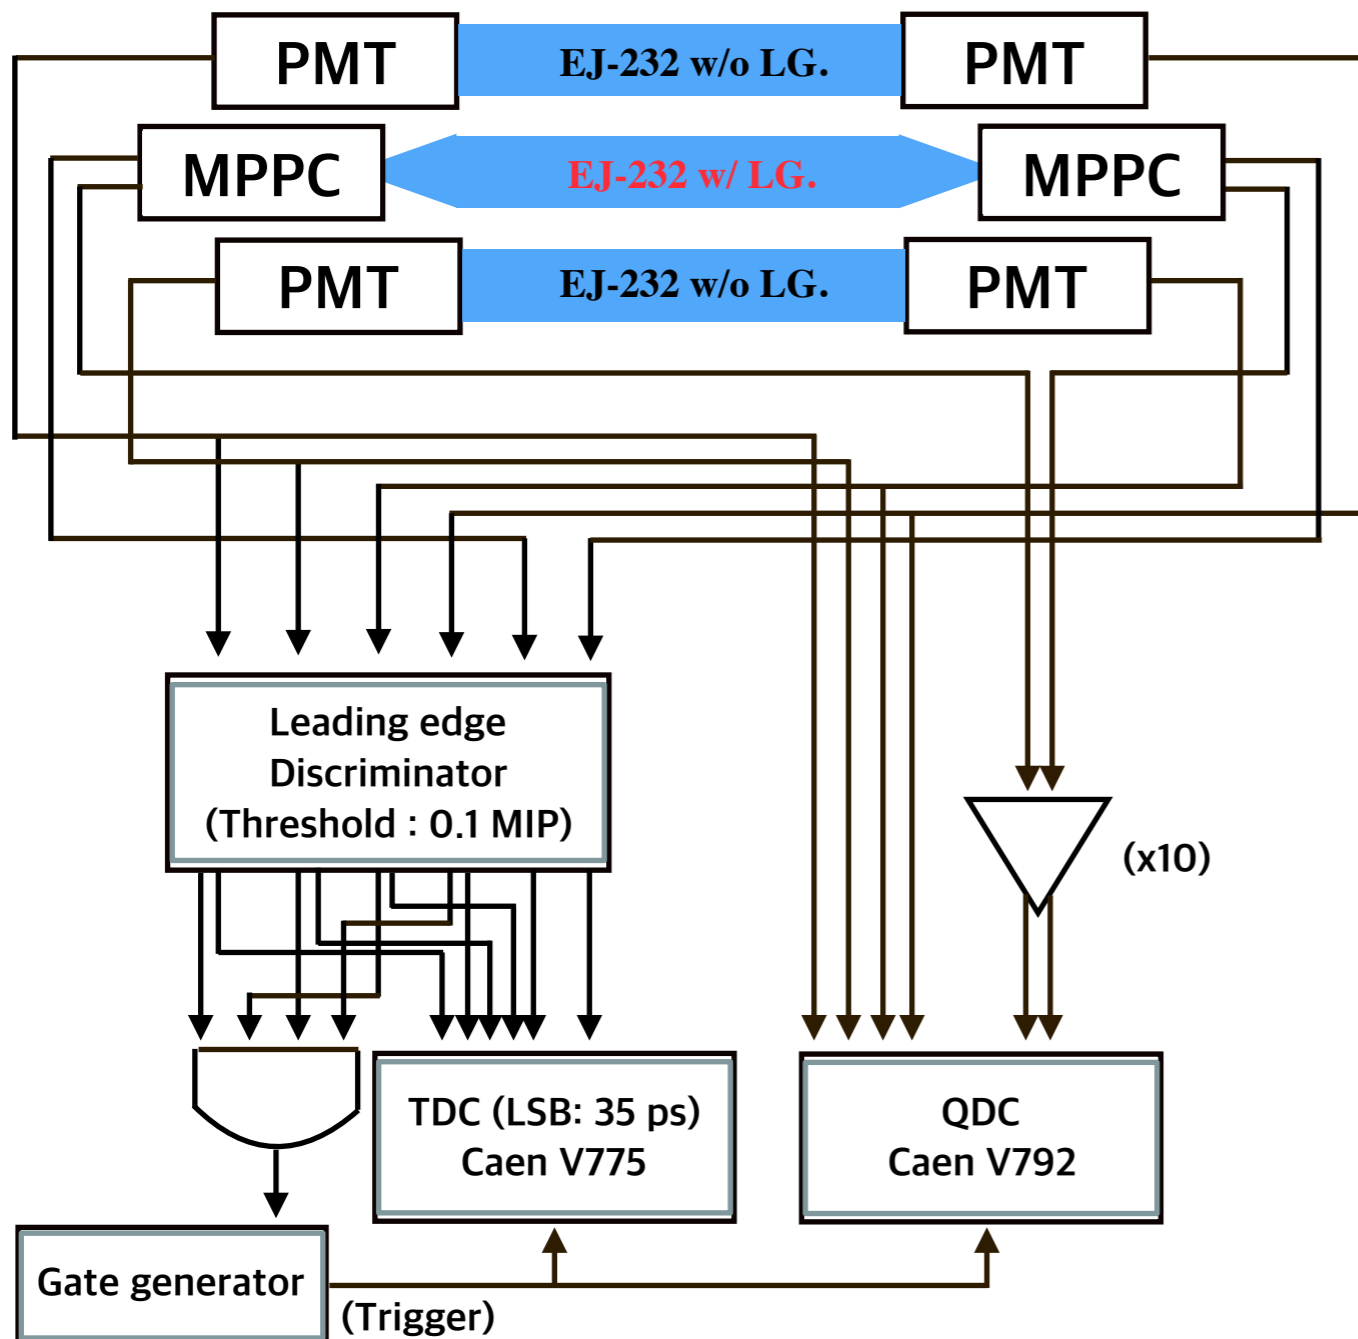 PMT EJ-232 w/o LG. PMT
MPPC EJ-232 w/ LG. MPPC
PMT EJ-232 w/o LG. PMT
Leading edge
Discriminator
(Threshold : 0.1 MIP)
(x10)
TDC (LSB: 35 ps)
Caen V775
QDC
Caen V792
Gate generator
(Trigger)